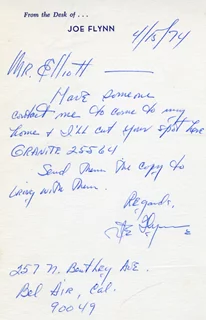 From the Desk of . . .
JOE FLYNN
4/15/74
Mr. Elliott
Have someone
contact me to come to my
home & I'll cut your spot here
GRANITE 25564
Send them the copy to
bring with them.
Regards,
Joe Flynn
257 N. Bentley Ave.
Bel Air, Cal.
90049